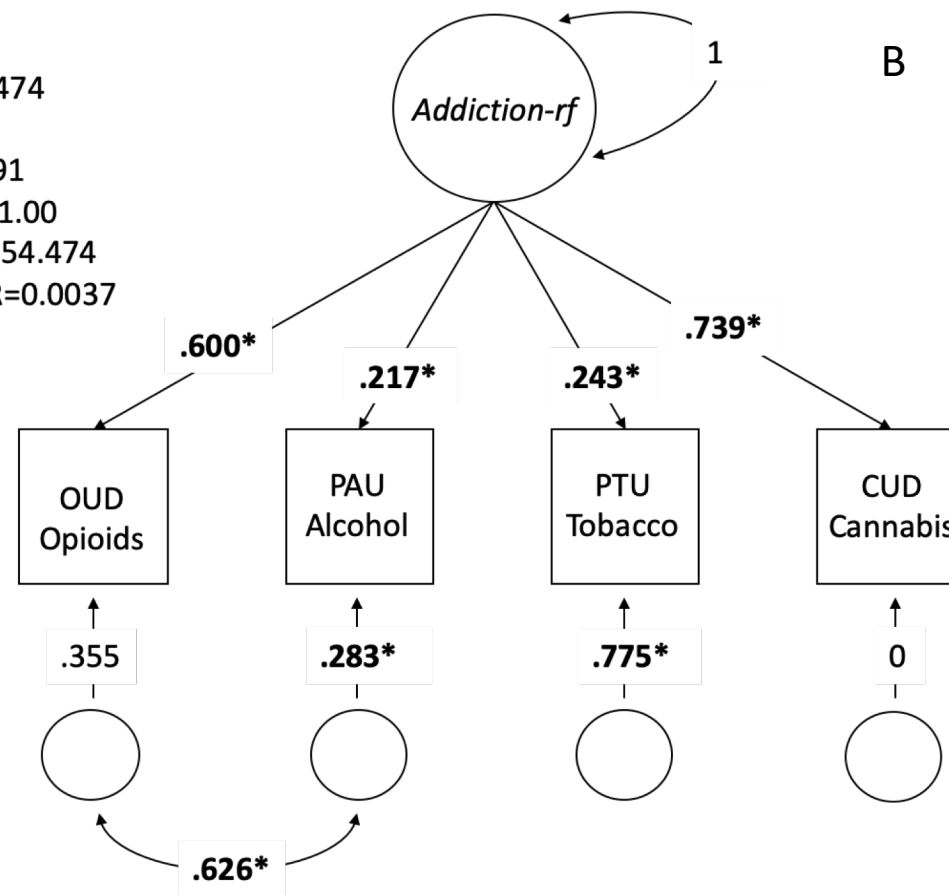 474
91
1.00
54.474
=0.0037
Addiction-rf
1
B
.600*
.217*
.243*
.739*
OUD
Opioids
PAU
Alcohol
PTU
Tobacco
CUD
Cannabis
.355
.283*
.775*
0
.626*